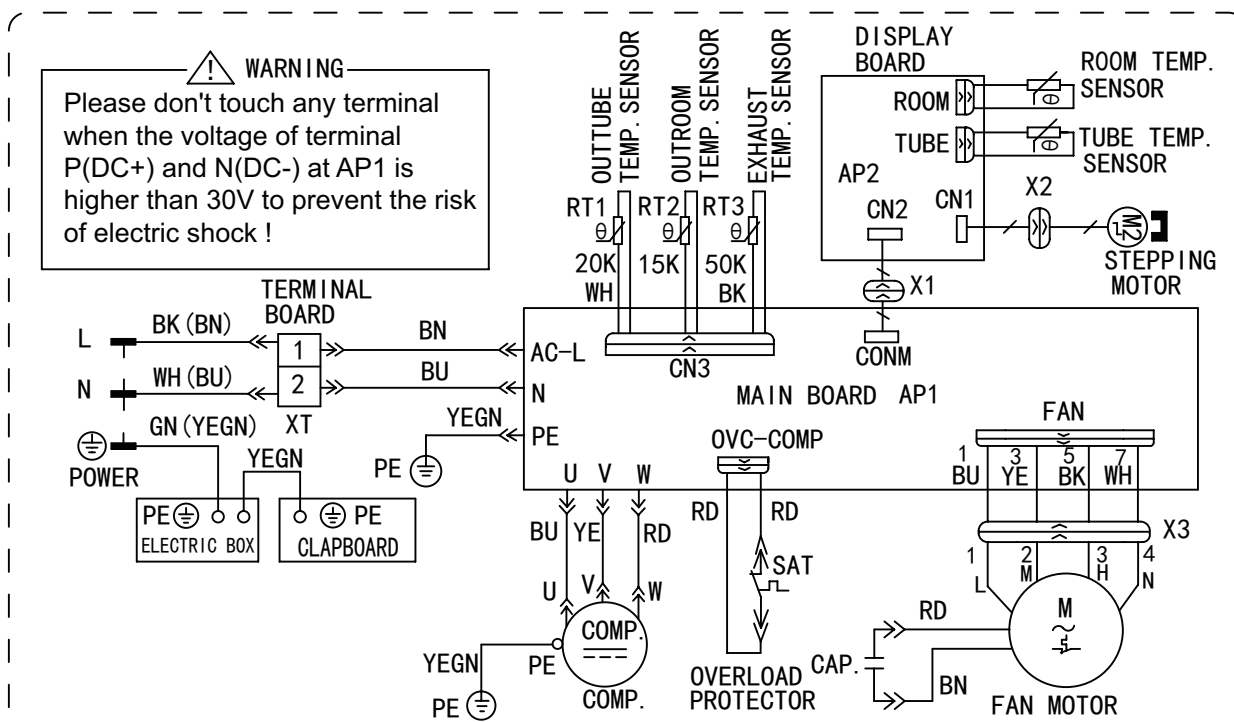 WARNING
Please don't touch any terminal
when the voltage of terminal
P(DC+) and N(DC-) at AP1 is
higher than 30V to prevent the risk
of electric shock !
OUTTUBE
TEMP. SENSOR
OUTROOM
TEMP. SENSOR
EXHAUST
TEMP. SENSOR
RT1
RT2
RT3
θ
θ
θ
20K
15K
50K
WH
BK
CN3
DISPLAY
BOARD
ROOM
TUBE
AP2
CN2
CN1
θ
ROOM TEMP.
SENSOR
θ
TUBE TEMP.
SENSOR
X2
M2
STEPPING
MOTOR
X1
CONM
TERMINAL
BOARD
L
BK(BN)
1
BN
AC-L
N
WH(BU)
2
BU
N
XT
GN(YEGN)
POWER
YEGN
YEGN
PE
PE
PE
ELECTRIC BOX
PE
CLAPBOARD
MAIN BOARD AP1
U
V
W
BU
YE
RD
U
V
W
COMP.
COMP.
PE
YEGN
PE
OVC-COMP
RD
RD
SAT
OVERLOAD
PROTECTOR
FAN
1
3
5
7
BU
YE
BK
WH
X3
1
2
3
4
L
M
H
N
M
FAN MOTOR
RD
CAP.
BN